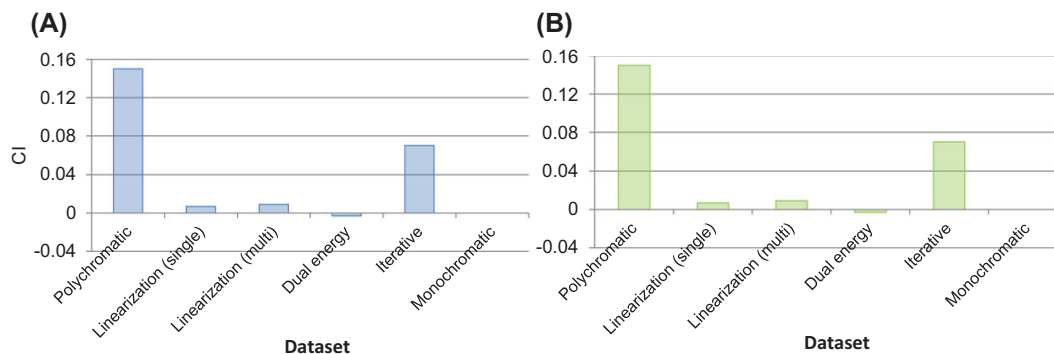 (A)
CI
0.16
0.12
0.08
0.04
0
-0.04
Polychromatic
Linearization (single)
Linearization (multi)
Dual energy
Iterative
Monochromatic
Dataset
(B)
0.16
0.12
0.08
0.04
0
-0.04
Polychromatic
Linearization (single)
Linearization (multi)
Dual energy
Iterative
Monochromatic
Dataset